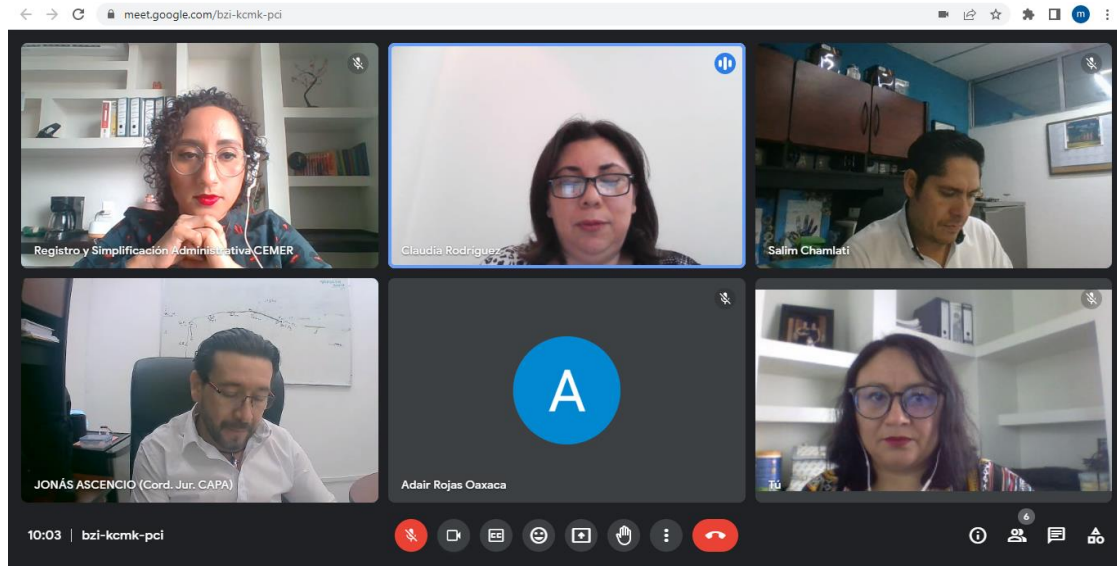 meet.google.com/bzi-kcmk-pci
m
Registro y Simplificación Administrativa CEMER
Claudia Rodriguez
Salim Chamlati
JONÁS ASCENCIO (Cord. Jur. CAPA)
A
Adair Rojas Oaxaca
Tú
10:03 | bzi-kcmk-pci
CC
6